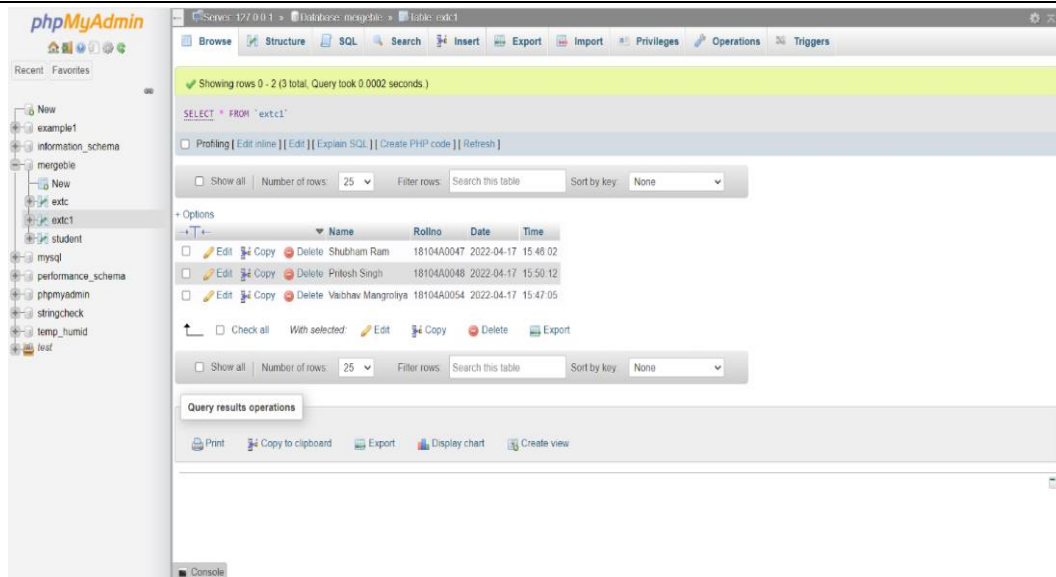 phpMyAdmin
Recent Favorites
New
example1
information_schema
mergeble
New
extc
extc1
student
mysql
performance_schema
phpmyadmin
stringcheck
temp_humid
test
Server: 127.0.0.1 » Database: mergeble » Table: extc1
Browse Structure SQL Search Insert Export Import Privileges Operations Triggers
Showing rows 0 - 2 (3 total, Query took 0.0002 seconds.)
SELECT * FROM `extc1`
Profiling [ Edit inline ] [ Edit ] [ Explain SQL ] [ Create PHP code ] [ Refresh ]
Show all Number of rows: 25 Filter rows: Search this table Sort by key: None
+ Options
Name Rollno Date Time
Edit Copy Delete Shubham Ram 18104A0047 2022-04-17 15:46:02
Edit Copy Delete Pritesh Singh 18104A0048 2022-04-17 15:50:12
Edit Copy Delete Vaibhav Mangroliya 18104A0054 2022-04-17 15:47:05
Check all With selected: Edit Copy Delete Export
Show all Number of rows: 25 Filter rows: Search this table Sort by key: None
Query results operations
Print Copy to clipboard Export Display chart Create view
Console